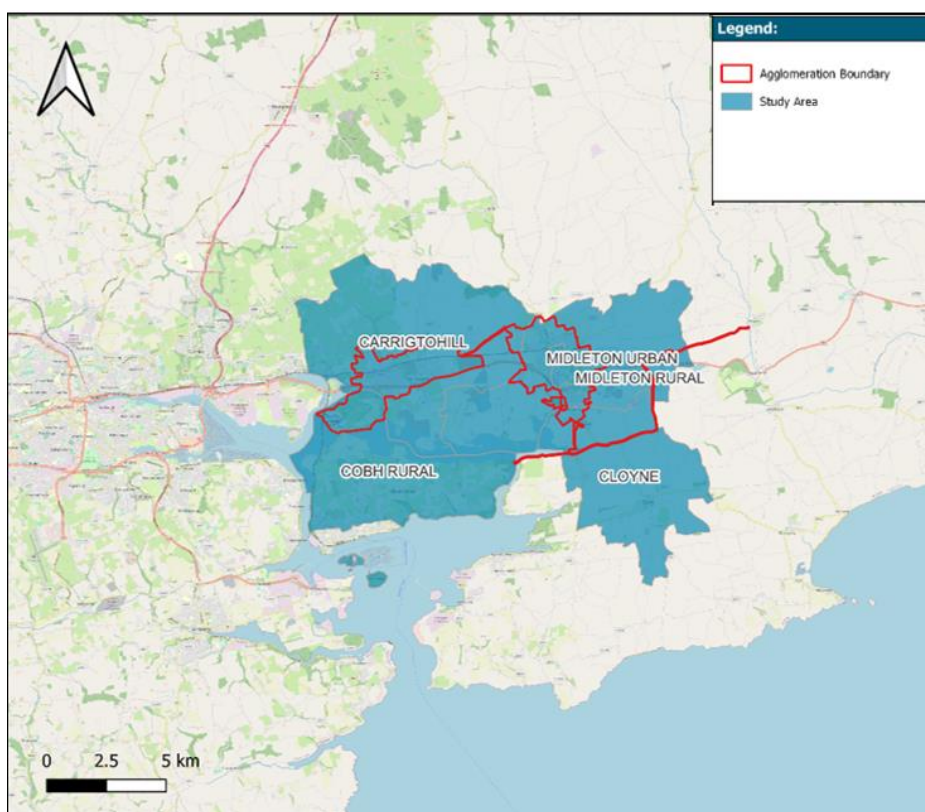 Legend:
Agglomeration Boundary
Study Area
CARRIGTOHILL
MIDLETON URBAN
MIDLETON RURAL
COBH RURAL
CLOYNE
0 2.5 5 km